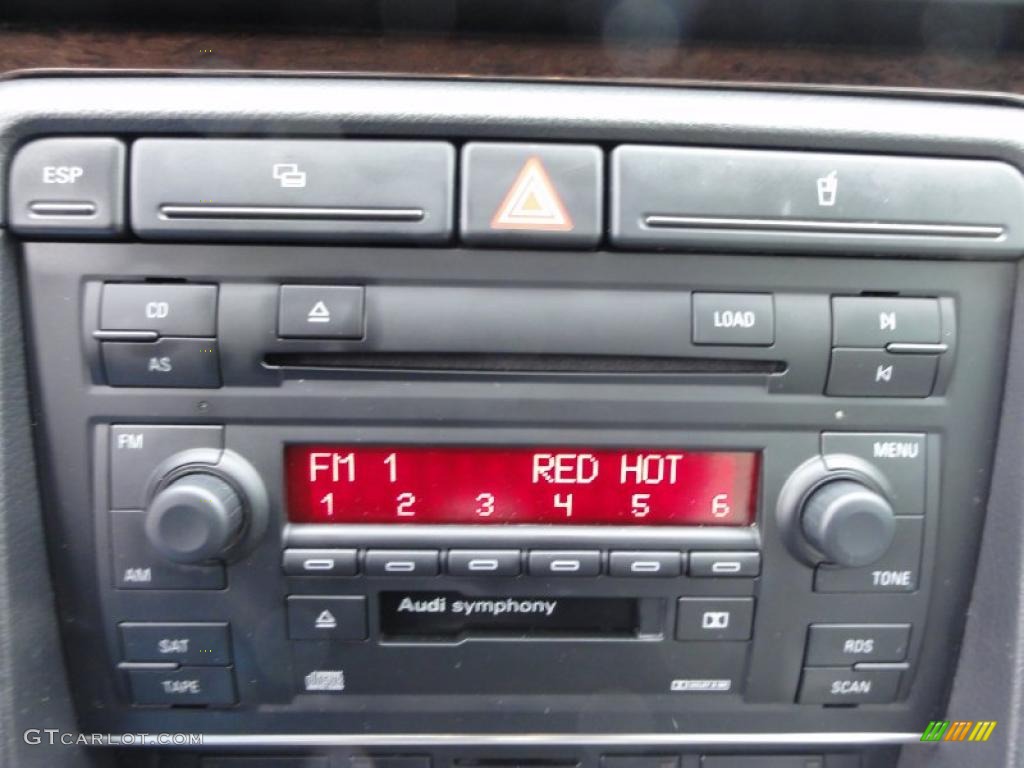 ESP
CD
LOAD
AS
FM
MENU
FM 1 RED HOT
1 2 3 4 5 6
AM
TONE
Audi symphony
SAT
RDS
TAPE
SCAN
GTCARLOT.COM